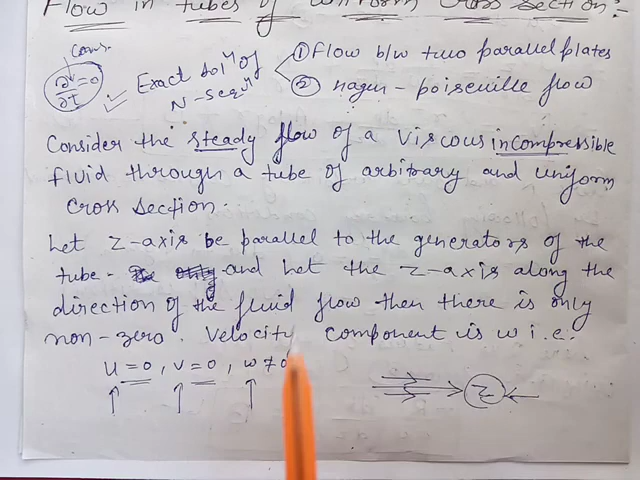 Flow in tubes of uniform cross section:-
Cons.
∂v/∂t = 0
Exact solⁿ of
N-s eqⁿ
① Flow b/w two parallel plates
② hagen - poiseuille flow
Consider the steady flow of a viscous incompressible
fluid through a tube of arbitrary and uniform
cross section.
Let z-axis be parallel to the generators of the
tube- and Let the z-axis along the
direction of the fluid flow then there is only
non-zero. Velocity component is w i.e.
u = 0, v = 0, w ≠ 0
z